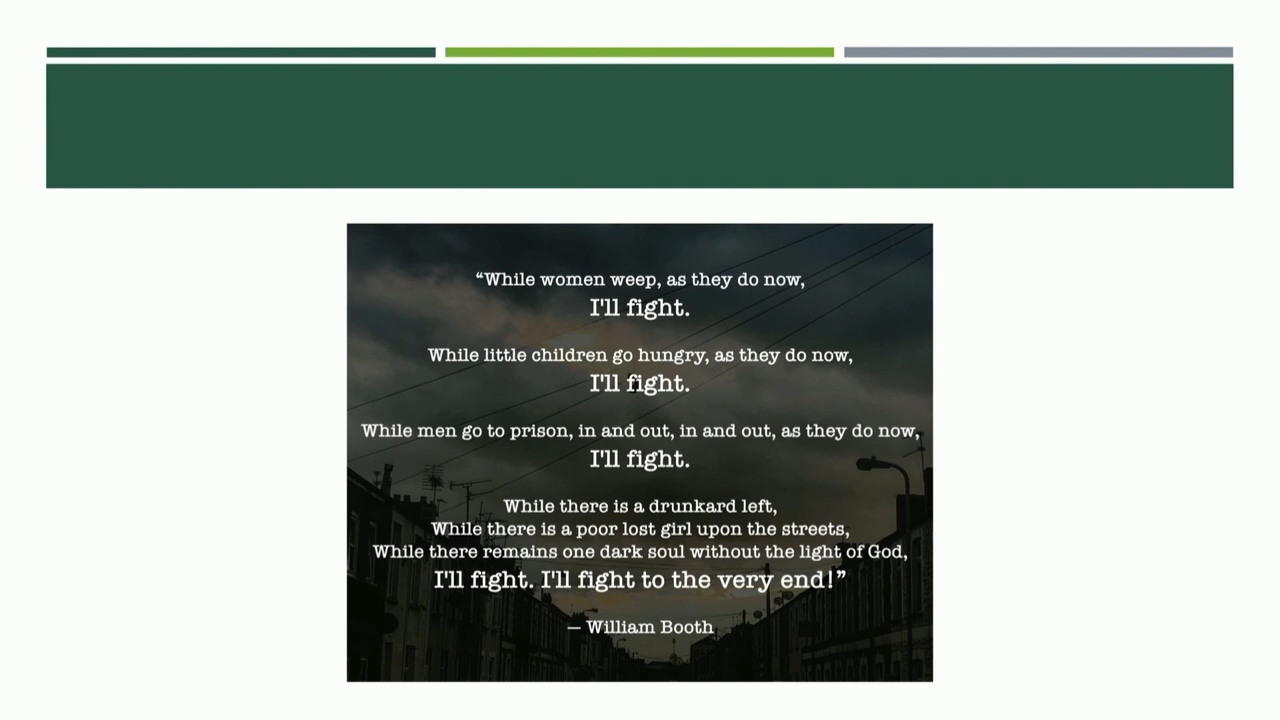 “While women weep, as they do now,
I'll fight.
While little children go hungry, as they do now,
I'll fight.
While men go to prison, in and out, in and out, as they do now,
I'll fight.
While there is a drunkard left,
While there is a poor lost girl upon the streets,
While there remains one dark soul without the light of God,
I'll fight. I'll fight to the very end!”
— William Booth